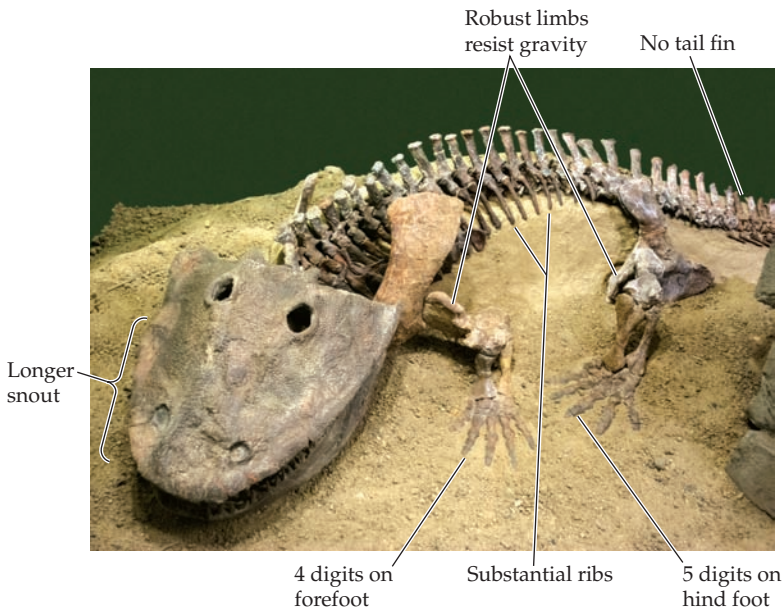 Robust limbs
resist gravity
No tail fin
Longer
snout
4 digits on
forefoot
Substantial ribs
5 digits on
hind foot